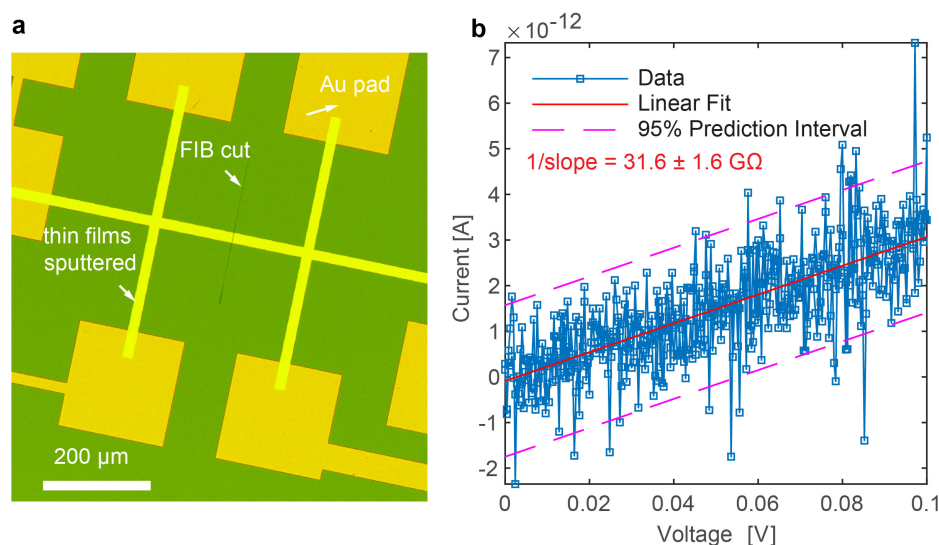 a
Au pad
FIB cut
thin films
sputtered
200 μm
b
×10⁻¹²
Data
Linear Fit
95% Prediction Interval
1/slope = 31.6 ± 1.6 GΩ
7
6
5
4
3
2
1
0
-1
-2
Current [A]
0
0.02
0.04
0.06
0.08
0.1
Voltage [V]